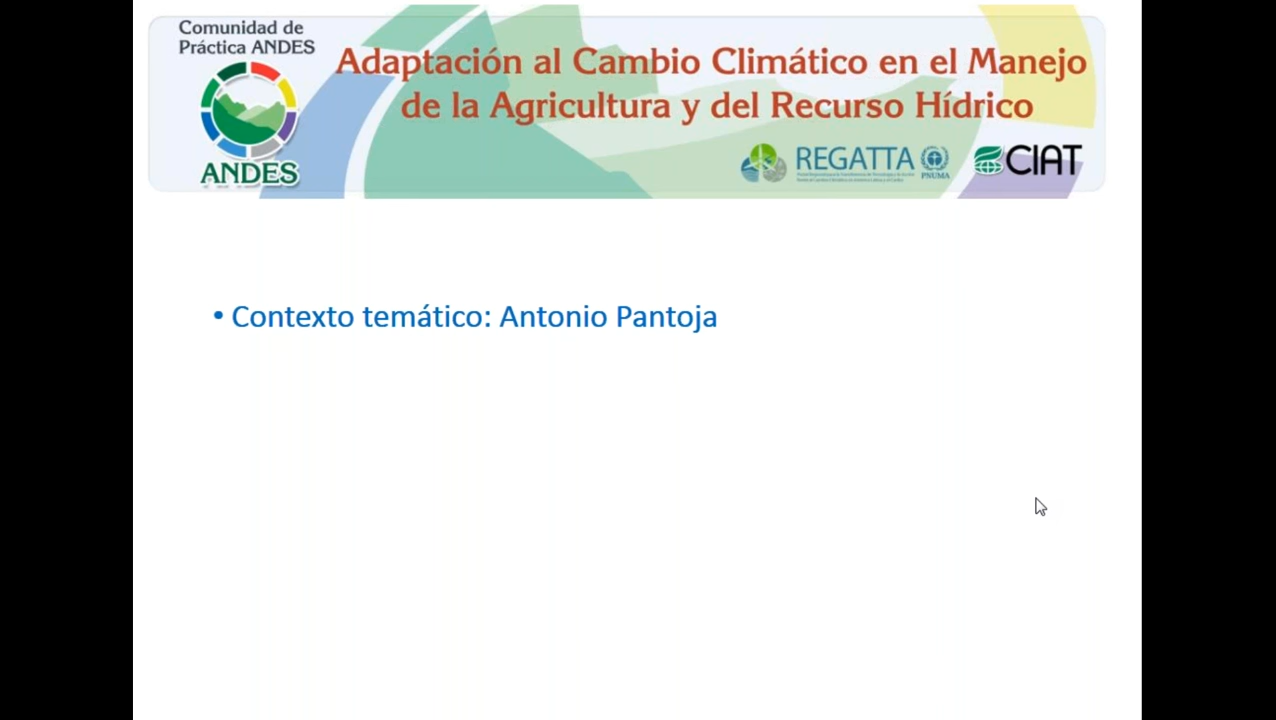 Comunidad de
Práctica ANDES
ANDES
Adaptación al Cambio Climático en el Manejo
de la Agricultura y del Recurso Hídrico
REGATTA
PNUMA
CIAT
• Contexto temático: Antonio Pantoja